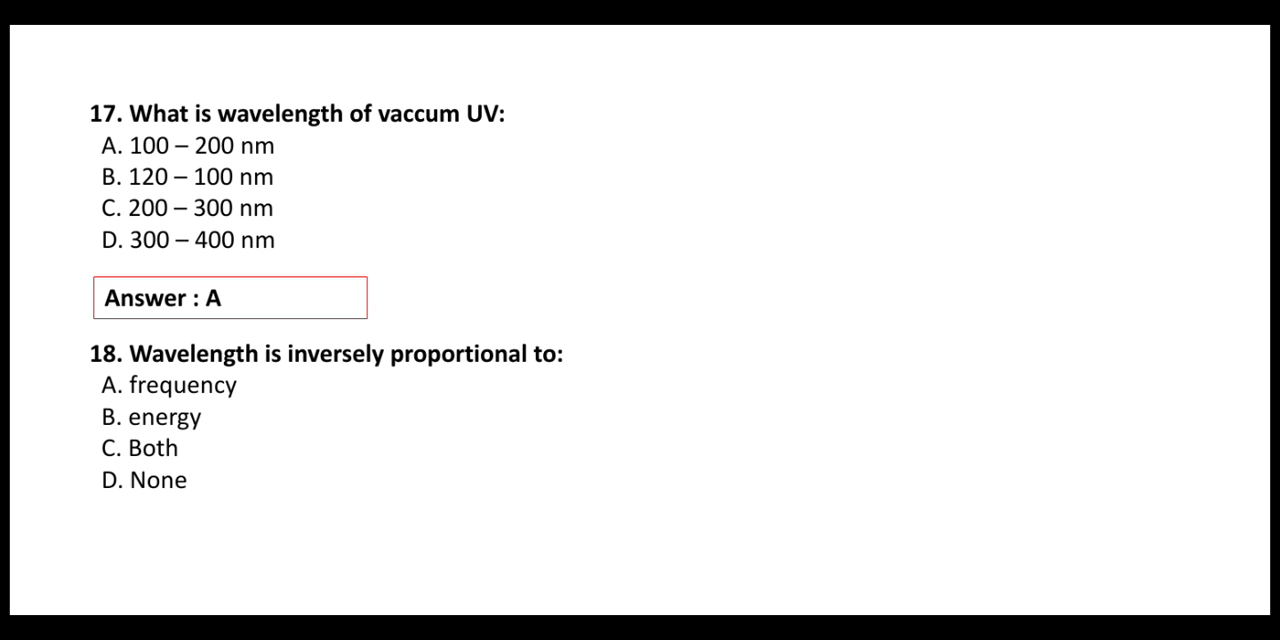 17. What is wavelength of vaccum UV:
A. 100 – 200 nm
B. 120 – 100 nm
C. 200 – 300 nm
D. 300 – 400 nm
Answer : A
18. Wavelength is inversely proportional to:
A. frequency
B. energy
C. Both
D. None